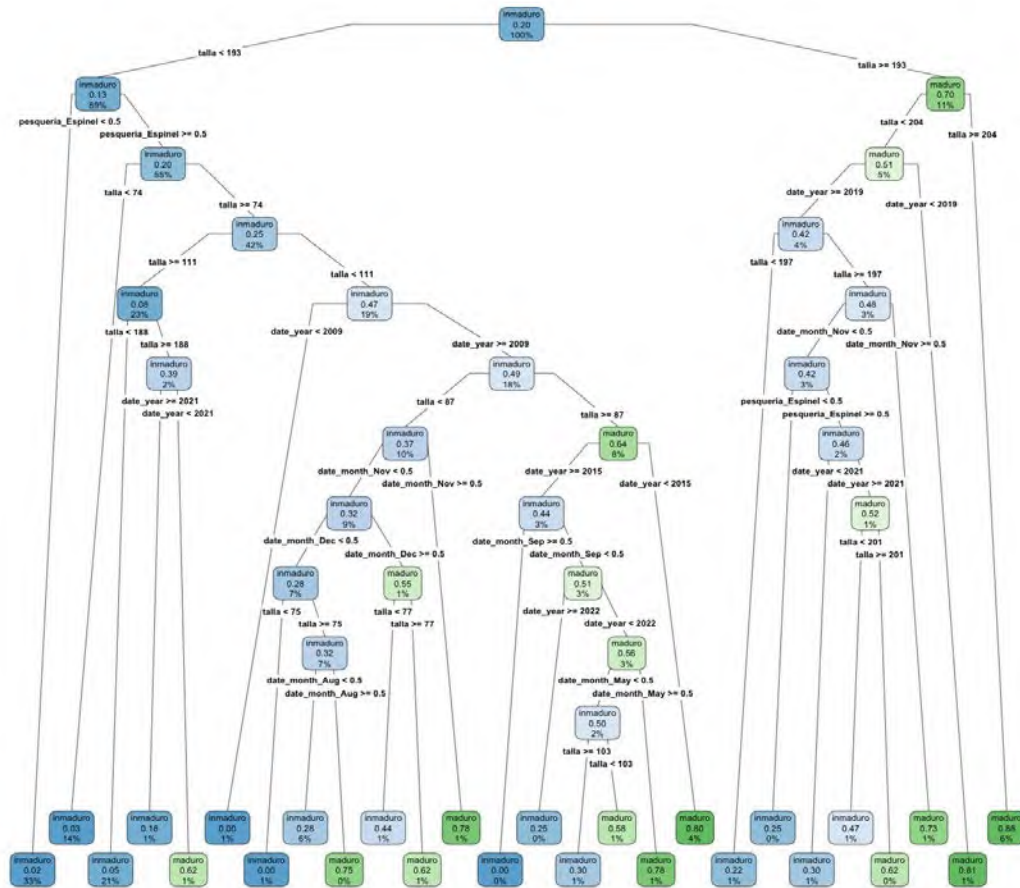 inmaduro
0.20
100%
talla < 193
talla >= 193
inmaduro
0.13
89%
maduro
0.70
11%
pesqueria_Espinel < 0.5
pesqueria_Espinel >= 0.5
talla < 204
talla >= 204
inmaduro
0.20
55%
maduro
0.51
5%
talla < 74
talla >= 74
date_year >= 2019
date_year < 2019
inmaduro
0.25
42%
inmaduro
0.42
4%
talla >= 111
talla < 111
talla < 197
talla >= 197
inmaduro
0.08
23%
inmaduro
0.47
19%
inmaduro
0.48
3%
talla < 188
talla >= 188
date_year < 2009
date_year >= 2009
date_month_Nov < 0.5
date_month_Nov >= 0.5
inmaduro
0.39
2%
inmaduro
0.49
18%
inmaduro
0.42
3%
date_year >= 2021
date_year < 2021
talla < 87
talla >= 87
pesqueria_Espinel < 0.5
pesqueria_Espinel >= 0.5
inmaduro
0.37
10%
maduro
0.64
8%
inmaduro
0.46
2%
date_month_Nov < 0.5
date_month_Nov >= 0.5
date_year >= 2015
date_year < 2015
date_year < 2021
date_year >= 2021
inmaduro
0.32
9%
inmaduro
0.44
3%
maduro
0.52
1%
date_month_Dec < 0.5
date_month_Dec >= 0.5
date_month_Sep >= 0.5
date_month_Sep < 0.5
talla < 201
talla >= 201
inmaduro
0.28
7%
maduro
0.55
1%
maduro
0.51
3%
talla < 75
talla >= 75
talla < 77
talla >= 77
date_year >= 2022
date_year < 2022
inmaduro
0.32
7%
maduro
0.56
3%
date_month_Aug < 0.5
date_month_Aug >= 0.5
date_month_May < 0.5
date_month_May >= 0.5
inmaduro
0.50
2%
talla >= 103
talla < 103
inmaduro
0.03
14%
inmaduro
0.18
1%
inmaduro
0.00
1%
inmaduro
0.28
6%
inmaduro
0.44
1%
maduro
0.78
1%
inmaduro
0.25
0%
maduro
0.58
1%
maduro
0.80
4%
inmaduro
0.25
0%
inmaduro
0.47
1%
maduro
0.73
1%
maduro
0.88
6%
inmaduro
0.02
33%
inmaduro
0.05
21%
maduro
0.62
1%
inmaduro
0.00
1%
maduro
0.75
0%
maduro
0.62
1%
inmaduro
0.00
0%
inmaduro
0.30
1%
maduro
0.78
1%
inmaduro
0.22
1%
inmaduro
0.30
1%
maduro
0.62
0%
maduro
0.81
1%